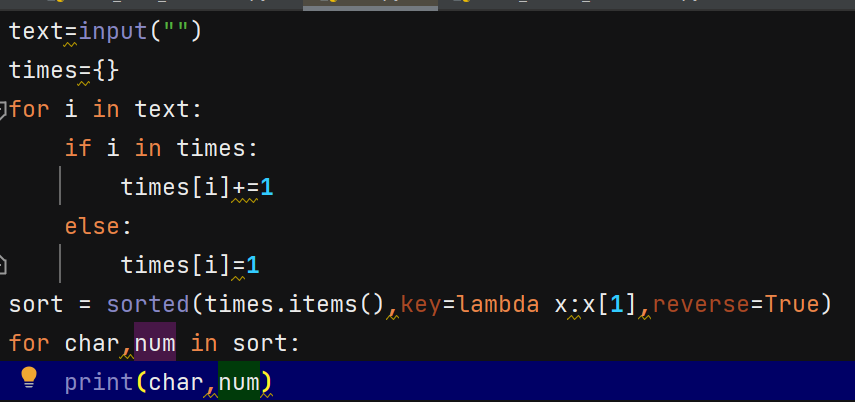 text=input("")
times={}
for i in text:
    if i in times:
        times[i]+=1
    else:
        times[i]=1
sort = sorted(times.items(),key=lambda x:x[1],reverse=True)
for char,num in sort:
    print(char,num)